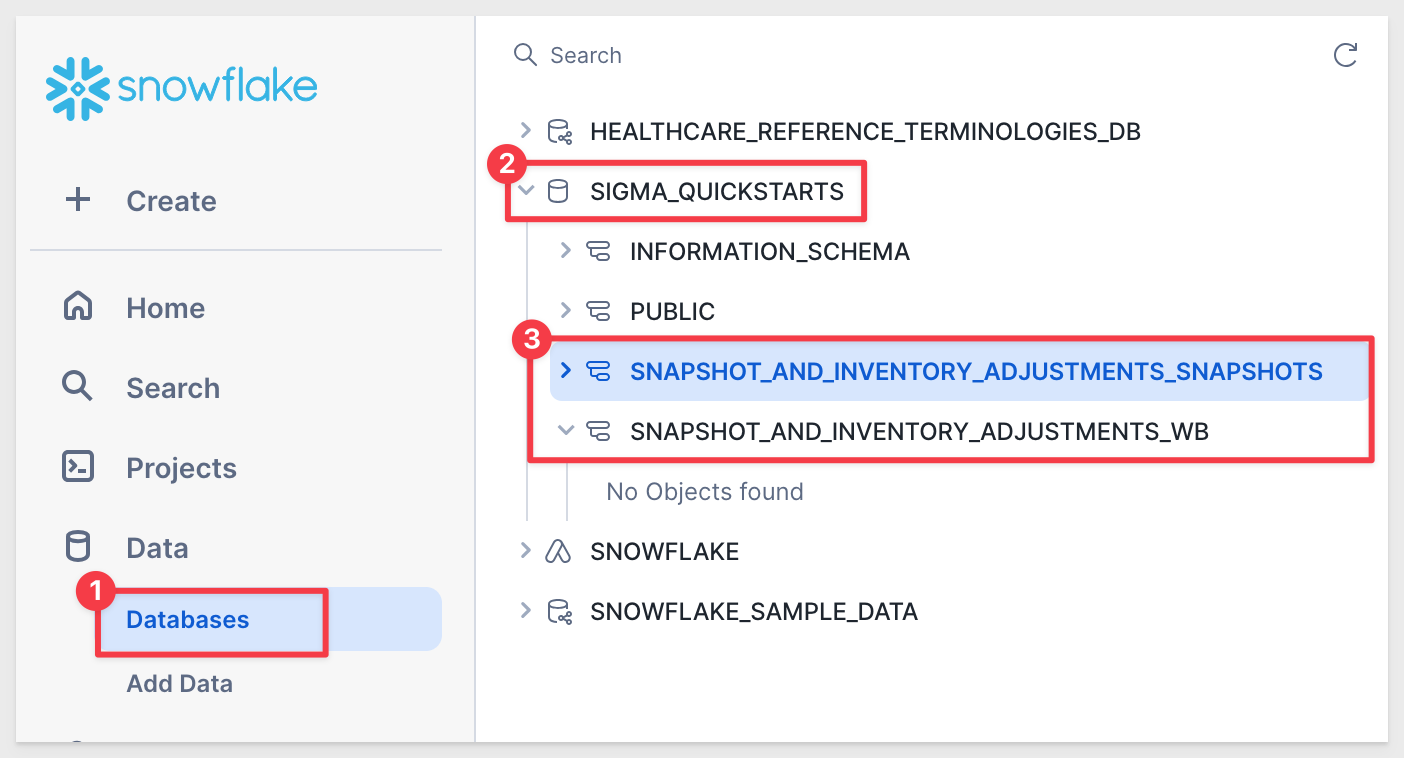 snowflake
Create
Home
Search
Projects
Data
1
Databases
Add Data
Search
HEALTHCARE_REFERENCE_TERMINOLOGIES_DB
2
SIGMA_QUICKSTARTS
INFORMATION_SCHEMA
PUBLIC
3
SNAPSHOT_AND_INVENTORY_ADJUSTMENTS_SNAPSHOTS
SNAPSHOT_AND_INVENTORY_ADJUSTMENTS_WB
No Objects found
SNOWFLAKE
SNOWFLAKE_SAMPLE_DATA